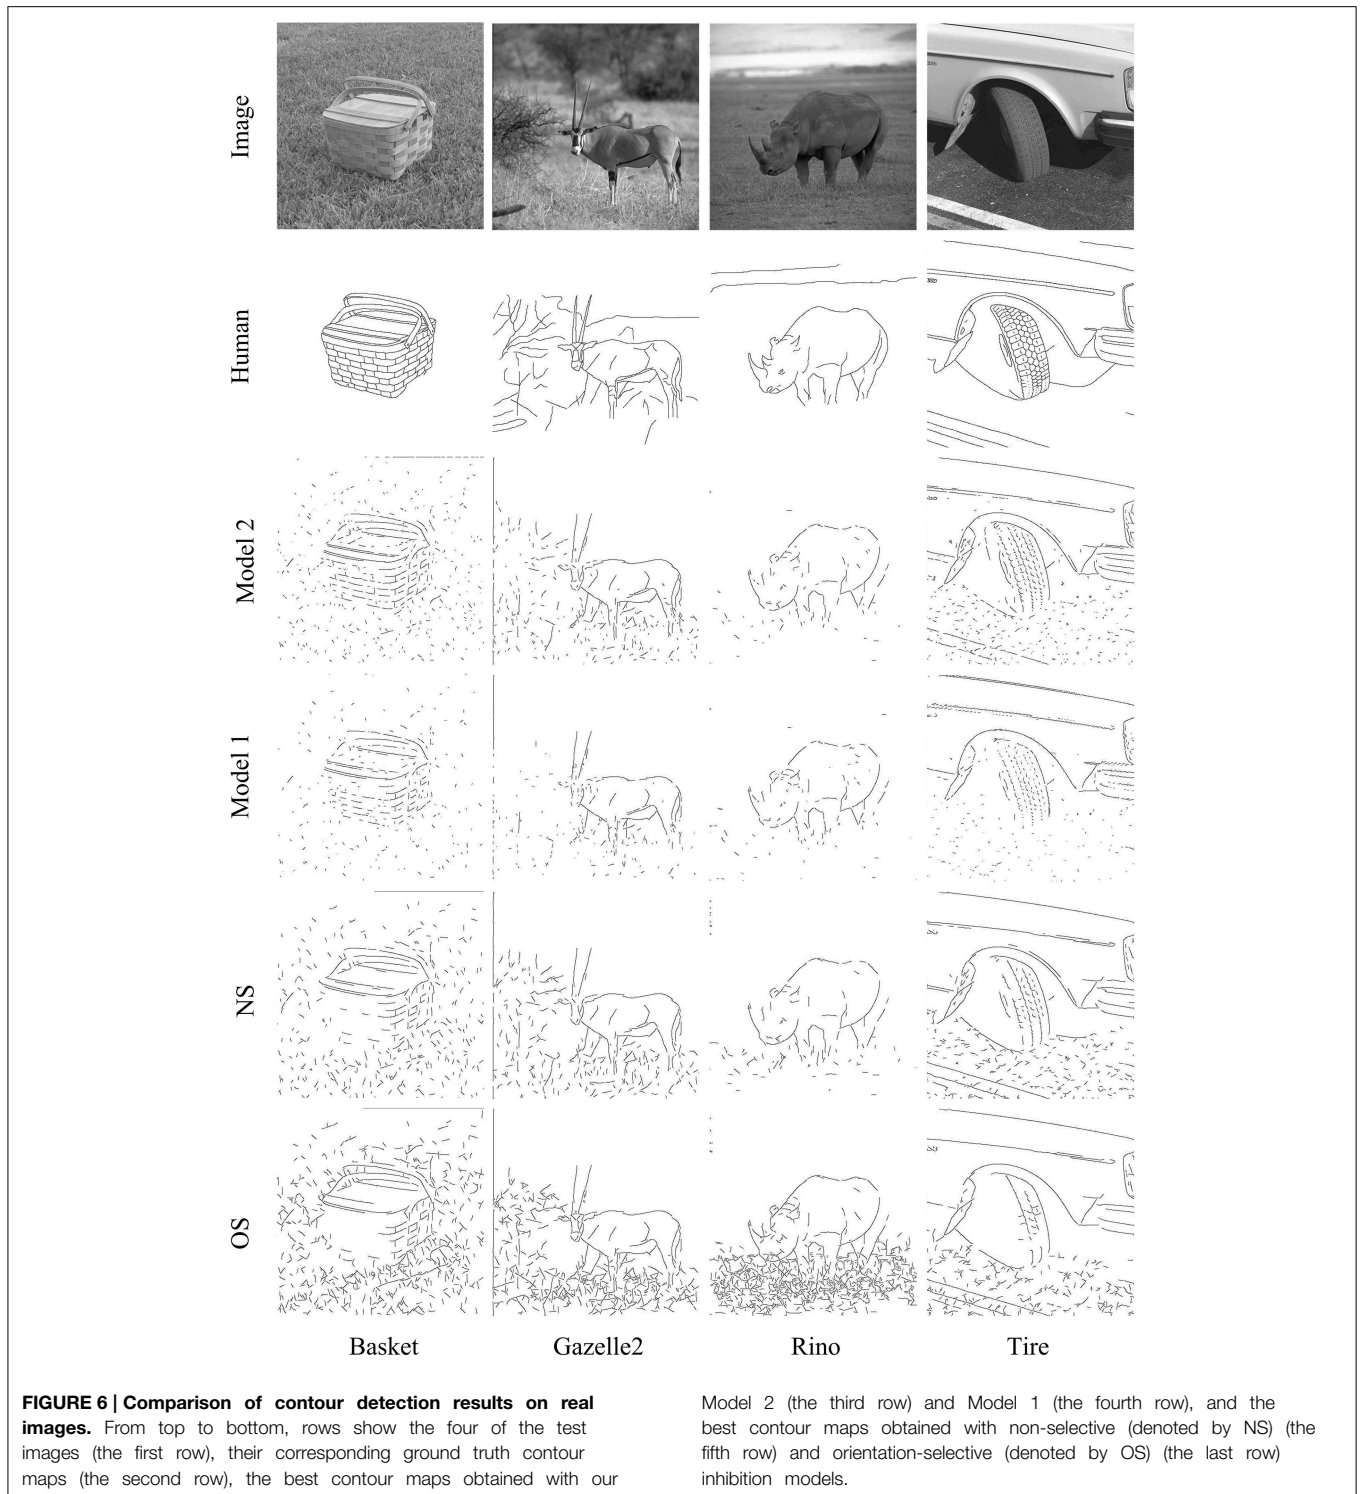 Image
Human
Model 2
Model 1
NS
OS
Basket Gazelle2 Rino Tire
FIGURE 6 | Comparison of contour detection results on real
images. From top to bottom, rows show the four of the test
images (the first row), their corresponding ground truth contour
maps (the second row), the best contour maps obtained with our
Model 2 (the third row) and Model 1 (the fourth row), and the
best contour maps obtained with non-selective (denoted by NS) (the
fifth row) and orientation-selective (denoted by OS) (the last row)
inhibition models.